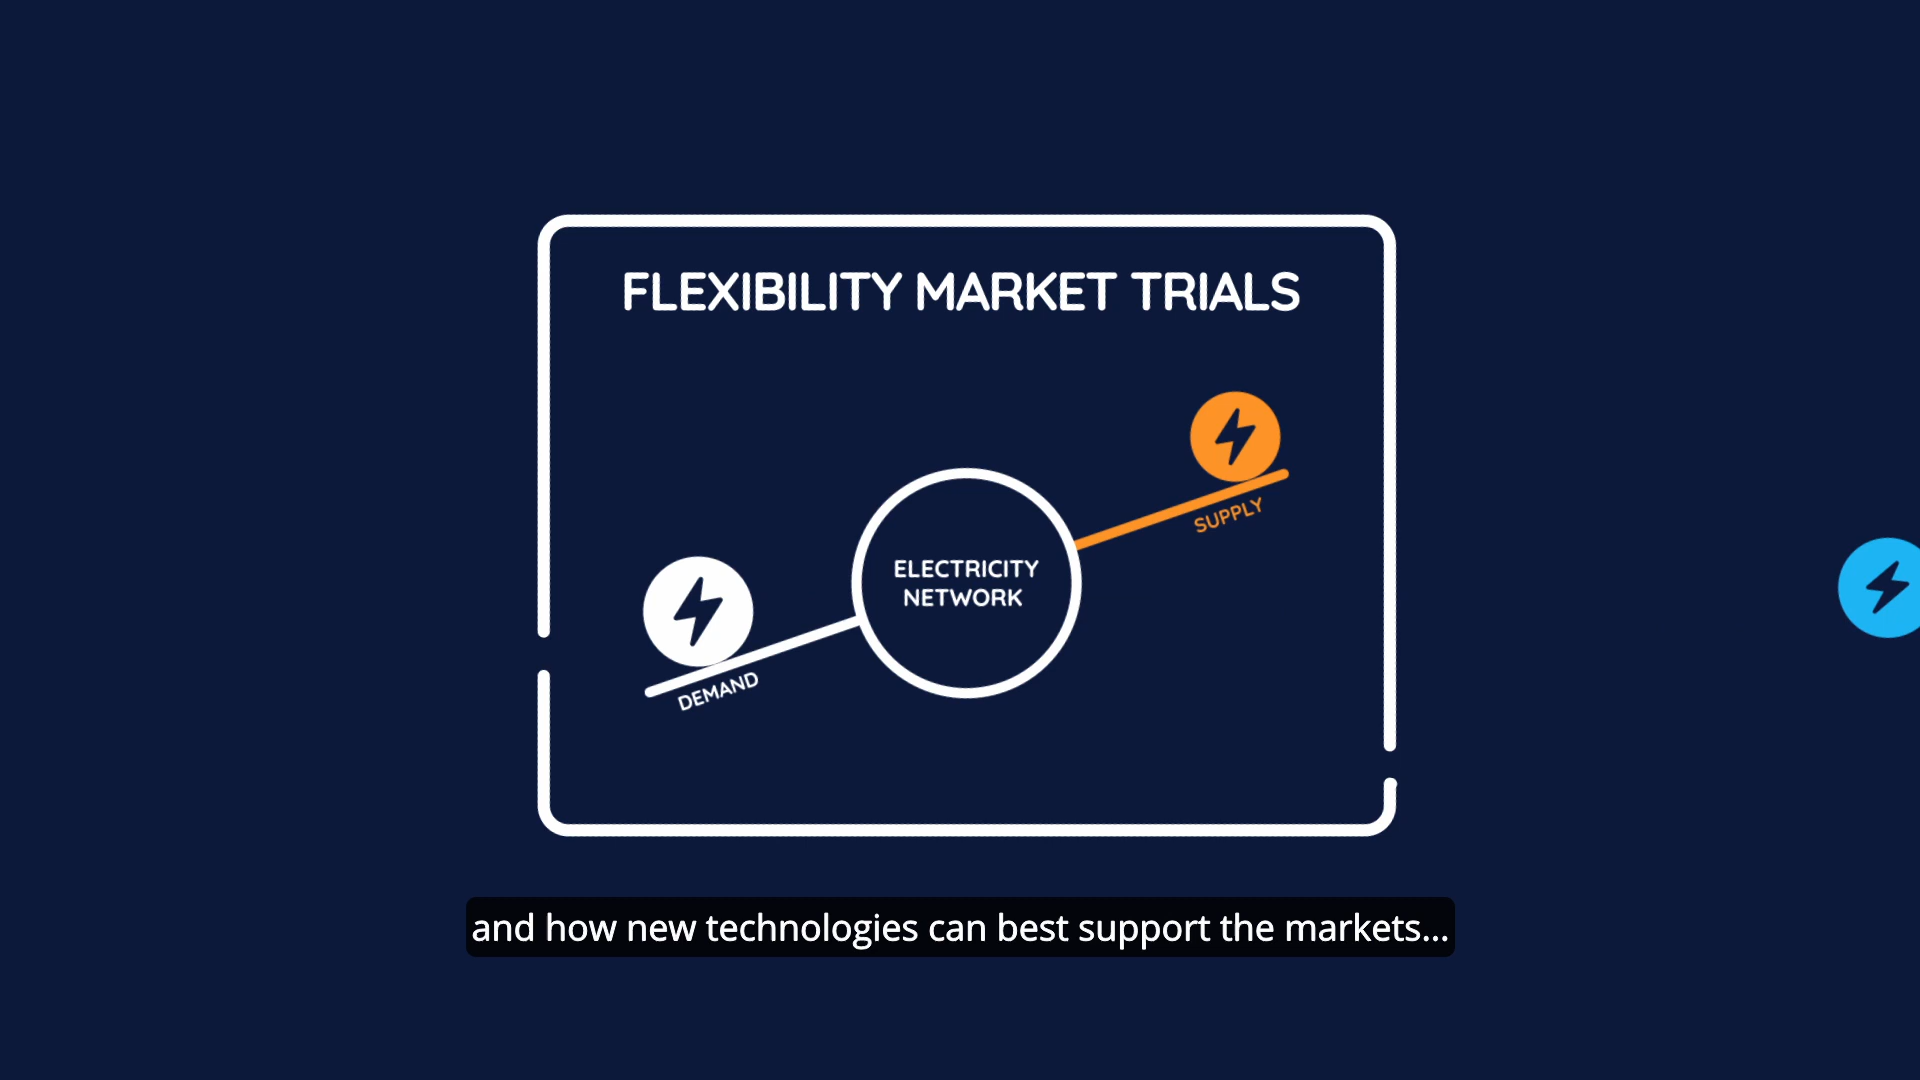 FLEXIBILITY MARKET TRIALS
SUPPLY
ELECTRICITY
NETWORK
DEMAND
and how new technologies can best support the markets...